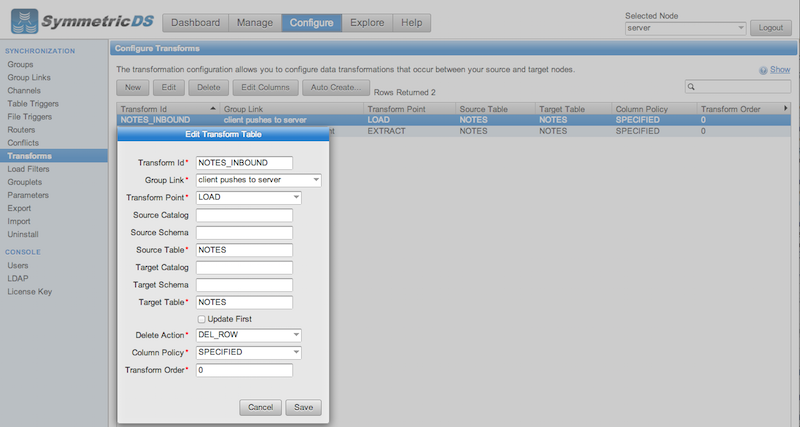 SymmetricDS
Dashboard Manage Configure Explore Help
Selected Node
server
Logout
SYNCHRONIZATION
Groups
Group Links
Channels
Table Triggers
File Triggers
Routers
Conflicts
Transforms
Load Filters
Grouplets
Parameters
Export
Import
Uninstall
CONSOLE
Users
LDAP
License Key
Configure Transforms
The transformation configuration allows you to configure data transformations that occur between your source and target nodes.
Show
New Edit Delete Edit Columns Auto Create... Rows Returned 2
Transform Id Group Link Transform Point Source Table Target Table Column Policy Transform Order
NOTES_INBOUND client pushes to server LOAD NOTES NOTES SPECIFIED 0
EXTRACT NOTES NOTES SPECIFIED 0
Edit Transform Table
Transform Id* NOTES_INBOUND
Group Link* client pushes to server
Transform Point* LOAD
Source Catalog
Source Schema
Source Table* NOTES
Target Catalog
Target Schema
Target Table* NOTES
Update First
Delete Action* DEL_ROW
Column Policy* SPECIFIED
Transform Order* 0
Cancel Save